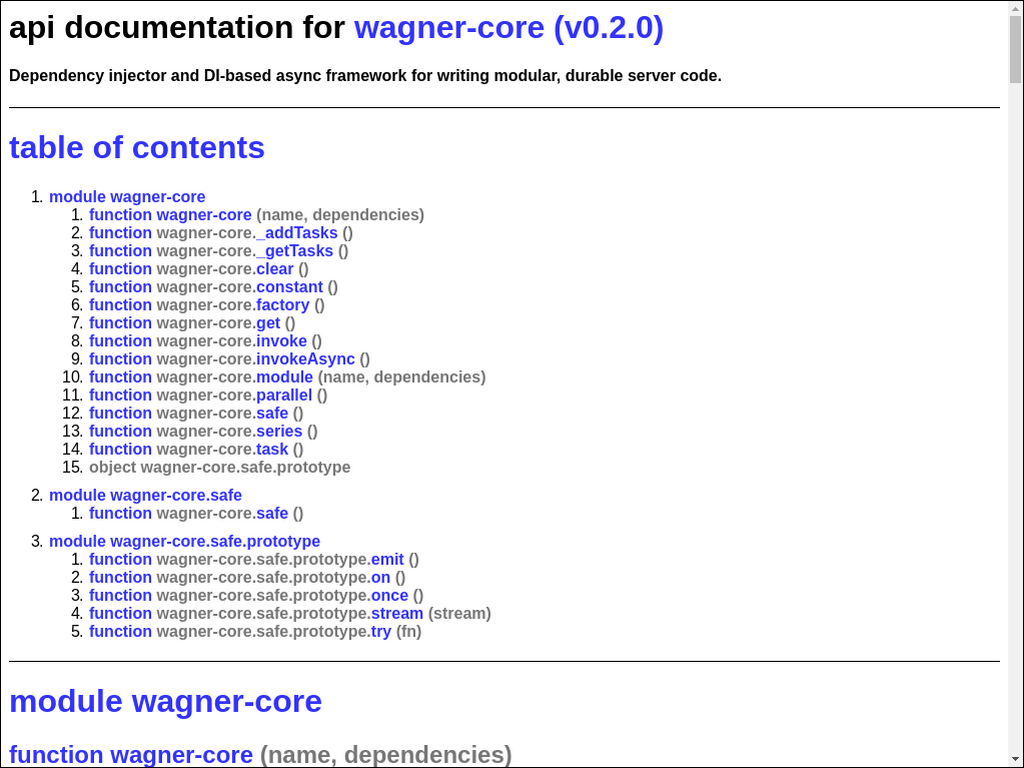 api documentation for wagner-core (v0.2.0)
Dependency injector and DI-based async framework for writing modular, durable server code.
table of contents
1. module wagner-core
1. function wagner-core (name, dependencies)
2. function wagner-core._addTasks ()
3. function wagner-core._getTasks ()
4. function wagner-core.clear ()
5. function wagner-core.constant ()
6. function wagner-core.factory ()
7. function wagner-core.get ()
8. function wagner-core.invoke ()
9. function wagner-core.invokeAsync ()
10. function wagner-core.module (name, dependencies)
11. function wagner-core.parallel ()
12. function wagner-core.safe ()
13. function wagner-core.series ()
14. function wagner-core.task ()
15. object wagner-core.safe.prototype
2. module wagner-core.safe
1. function wagner-core.safe ()
3. module wagner-core.safe.prototype
1. function wagner-core.safe.prototype.emit ()
2. function wagner-core.safe.prototype.on ()
3. function wagner-core.safe.prototype.once ()
4. function wagner-core.safe.prototype.stream (stream)
5. function wagner-core.safe.prototype.try (fn)
module wagner-core
function wagner-core (name, dependencies)